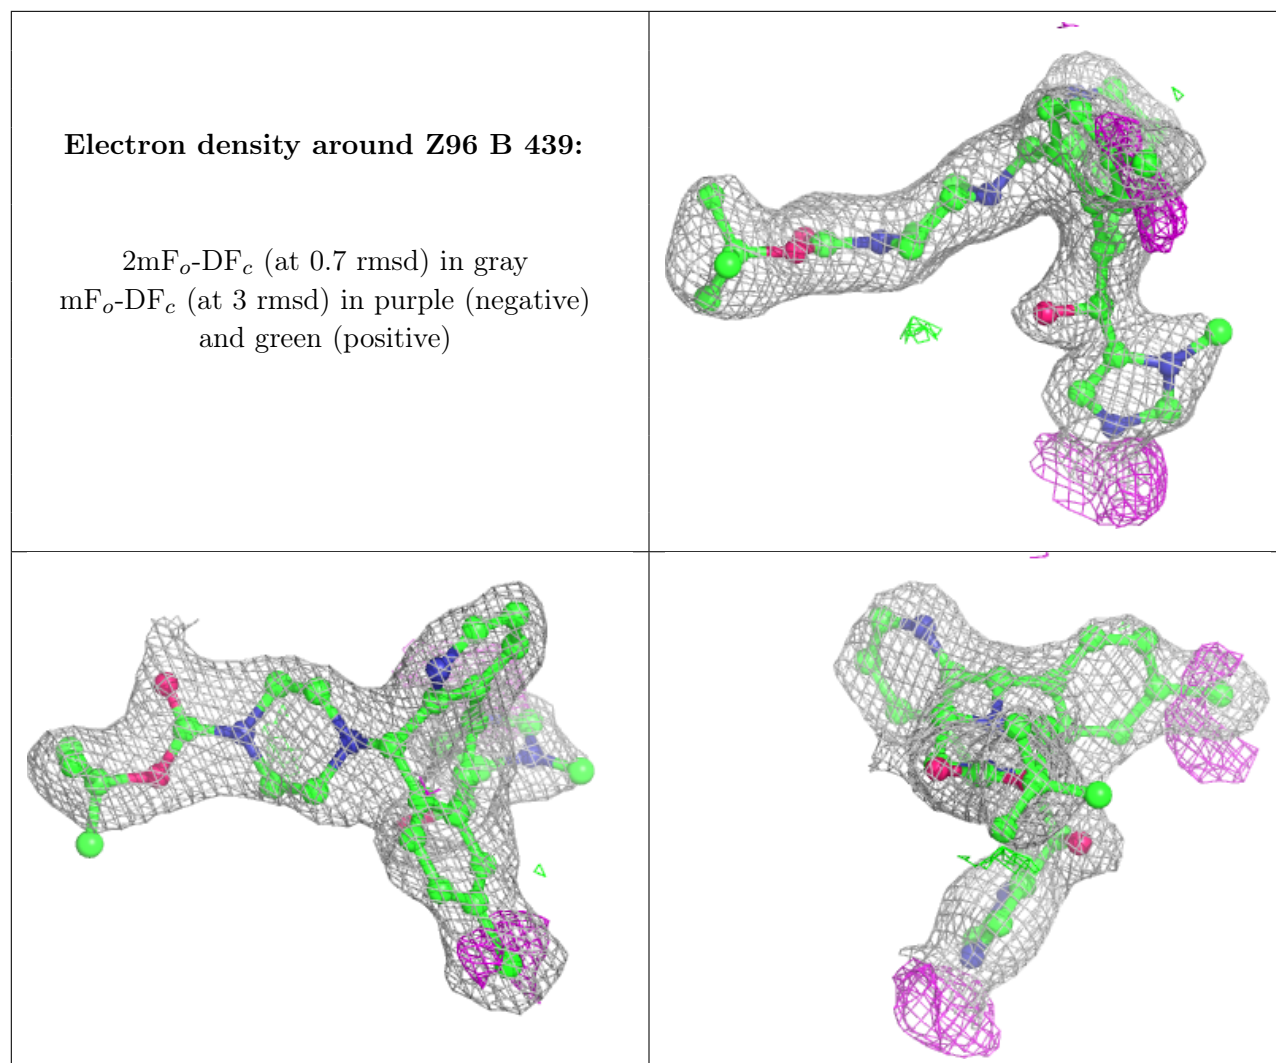 Electron density around Z96 B 439:
2mFₒ-DF𝒸 (at 0.7 rmsd) in gray
mFₒ-DF𝒸 (at 3 rmsd) in purple (negative)
and green (positive)